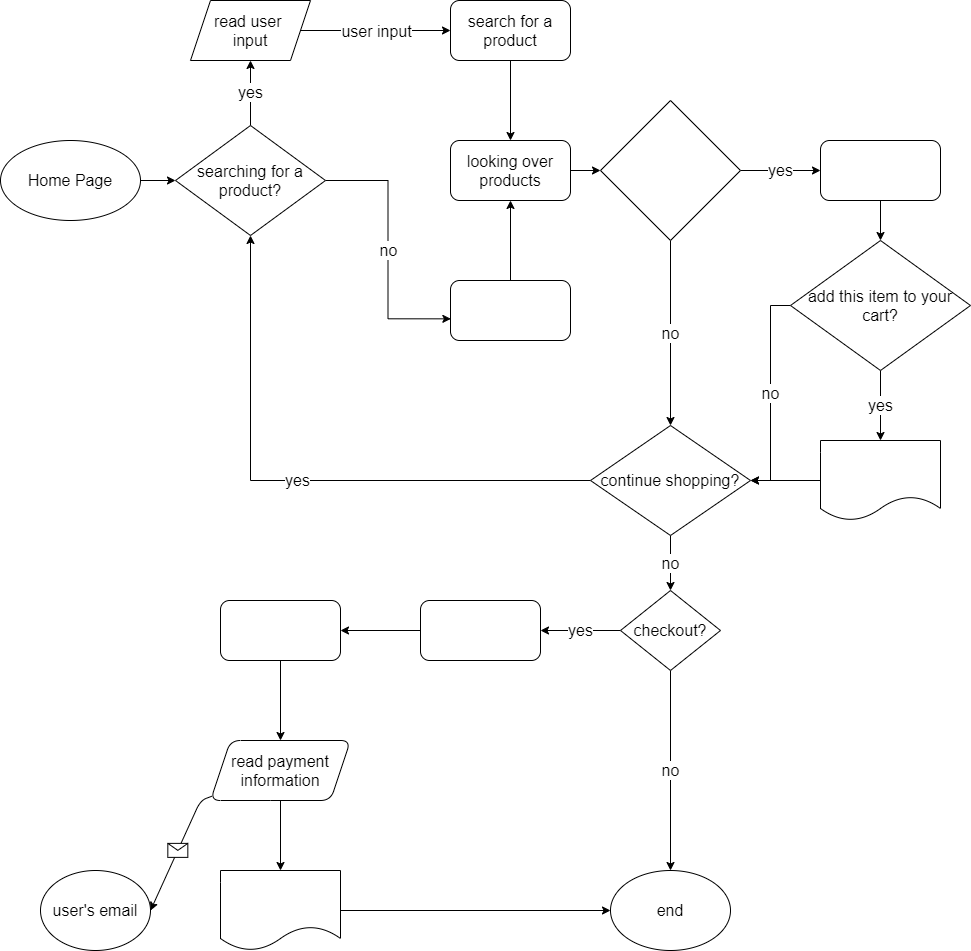 read user
input
user input
search for a
product
yes
Home Page
searching for a
product?
looking over
products
yes
no
add this item to your
cart?
no
no
yes
yes
continue shopping?
no
yes
checkout?
read payment
information
no
user's email
end